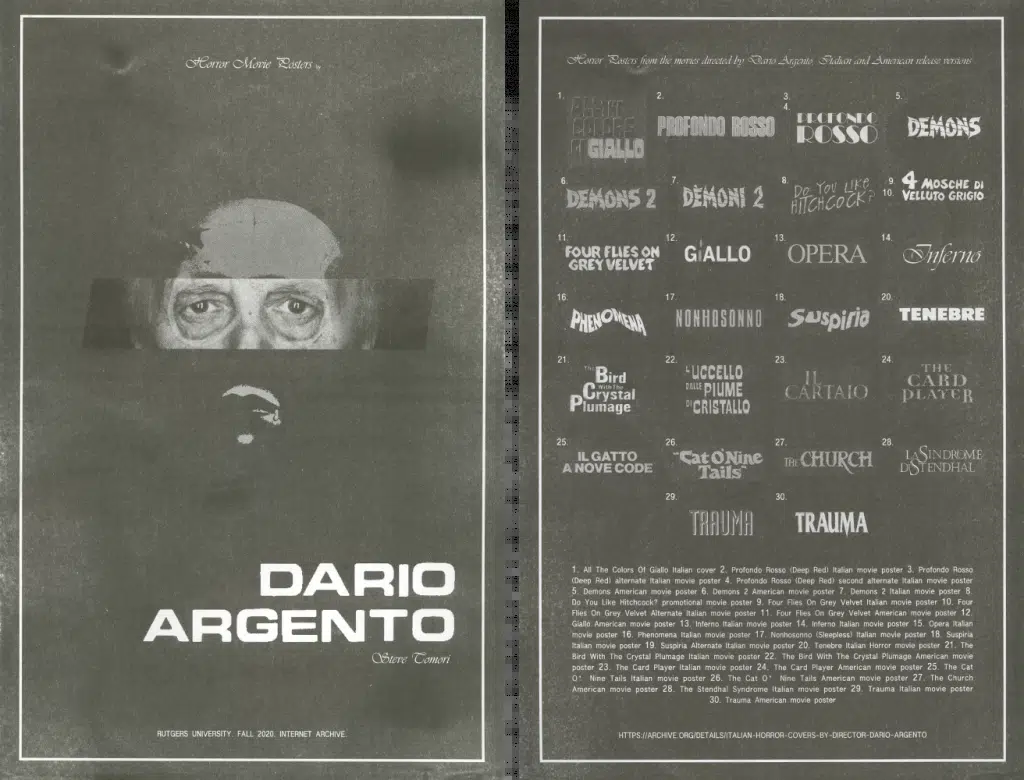 Horror Movie Posters
DARIO
ARGENTO
Steve Tomori
RUTGERS UNIVERSITY. FALL 2020. INTERNET ARCHIVE.
Horror Posters from the movies directed by Dario Argento. Italian and American release versions
1.
ALL THE
COLORS
OF GIALLO
2.
PROFONDO ROSSO
3.
4.
PROFONDO
ROSSO
5.
DEMONS
6.
DEMONS 2
7.
DÈMONI 2
8.
DO YOU LIKE
HITCHCOCK?
9.
10.
4 MOSCHE DI
VELLUTO GRIGIO
11.
FOUR FLIES ON
GREY VELVET
12.
GiALLO
13.
OPERA
14.
Inferno
16.
PHENOMENA
17.
NONHOSONNO
18.
Suspiria
20.
TENEBRE
21.
The Bird
With The
Crystal
Plumage
22.
L'UCCELLO
DALLE PIUME
DI CRISTALLO
23.
IL
CARTAIO
24.
THE
CARD
PLAYER
25.
IL GATTO
A NOVE CODE
26.
"Cat O'Nine
Tails"
27.
THE CHURCH
28.
LA SINDROME
DI STENDHAL
29.
TRAUMA
30.
TRAUMA
1. All The Colors Of Giallo Italian cover 2. Profondo Rosso (Deep Red) Italian movie poster 3. Profondo Rosso
(Deep Red) alternate Italian movie poster 4. Profondo Rosso (Deep Red) second alternate Italian movie poster
5. Demons American movie poster 6. Demons 2 American movie poster 7. Demons 2 Italian movie poster 8.
Do You Like Hitchcock? promotional movie poster 9. Four Flies On Grey Velvet Italian movie poster 10. Four
Flies On Grey Velvet Alternate Italian movie poster 11. Four Flies On Grey Velvet American movie poster 12.
Giallo American movie poster 13. Inferno Italian movie poster 14. Inferno Italian movie poster 15. Opera Italian
movie poster 16. Phenomena Italian movie poster 17. Nonhosonno (Sleepless) Italian movie poster 18. Suspiria
Italian movie poster 19. Suspiria Alternate Italian movie poster 20. Tenebre Italian Horror movie poster 21. The
Bird With The Crystal Plumage Italian movie poster 22. The Bird With The Crystal Plumage American movie
poster 23. The Card Player Italian movie poster 24. The Card Player American movie poster 25. The Cat
O' Nine Tails Italian movie poster 26. The Cat O' Nine Tails American movie poster 27. The Church
American movie poster 28. The Stendhal Syndrome Italian movie poster 29. Trauma Italian movie poster
30. Trauma American movie poster
HTTPS://ARCHIVE.ORG/DETAILS/ITALIAN-HORROR-COVERS-BY-DIRECTOR-DARIO-ARGENTO